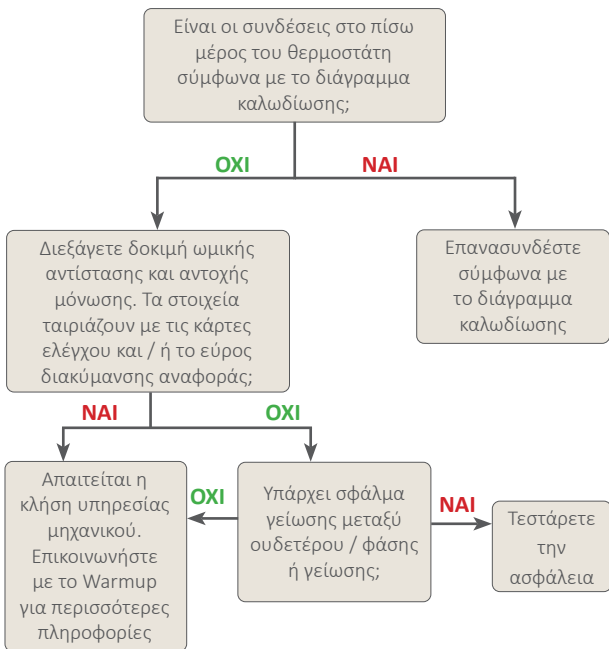 Είναι οι συνδέσεις στο πίσω
μέρος του θερμοστάτη
σύμφωνα με το διάγραμμα
καλωδίωσης;
ΟΧΙ
ΝΑΙ
Διεξάγετε δοκιμή ωμικής
αντίστασης και αντοχής
μόνωσης. Τα στοιχεία
ταιριάζουν με τις κάρτες
ελέγχου και / ή το εύρος
διακύμανσης αναφοράς;
Επανασυνδέστε
σύμφωνα με
το διάγραμμα
καλωδίωσης
ΝΑΙ
ΟΧΙ
Απαιτείται η
κλήση υπηρεσίας
μηχανικού.
Επικοινωνήστε
με το Warmup
για περισσότερες
πληροφορίες
ΟΧΙ
Υπάρχει σφάλμα
γείωσης μεταξύ
ουδετέρου / φάσης
ή γείωσης;
ΝΑΙ
Τεστάρετε
την
ασφάλεια